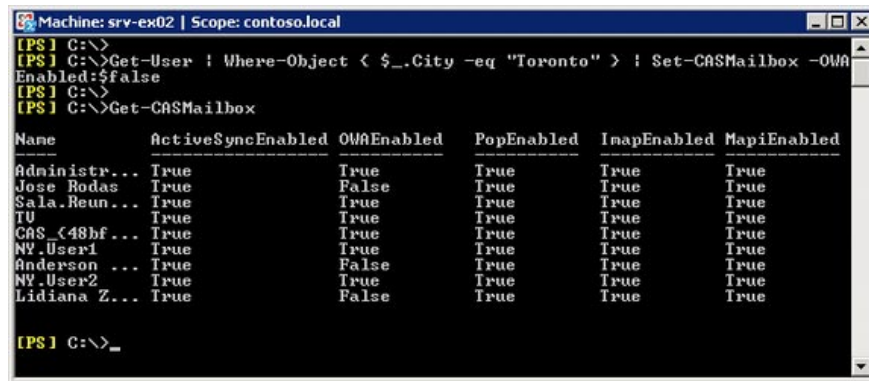 Machine: srv-ex02 | Scope: contoso.local
[PS] C:\>
[PS] C:\>Get-User | Where-Object { $_.City -eq "Toronto" } | Set-CASMailbox -OWA
Enabled:$false
[PS] C:\>
[PS] C:\>Get-CASMailbox
Name ActiveSyncEnabled OWAEnabled PopEnabled ImapEnabled MapiEnabled
---- ----------------- ---------- ---------- ----------- -----------
Administr... True True True True True
Jose Rodas True False True True True
Sala.Reun... True True True True True
TV True True True True True
CAS_{48bf... True True True True True
NY.User1 True True True True True
Anderson ... True False True True True
NY.User2 True True True True True
Lidiana Z... True False True True True
[PS] C:\>_